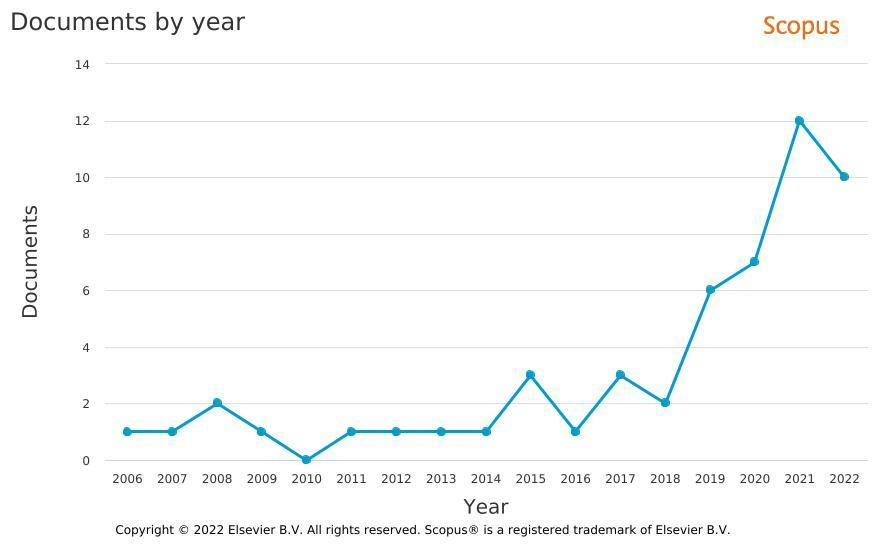 Documents by year
Scopus
14
12
10
8
6
4
2
0
Documents
2006 2007 2008 2009 2010 2011 2012 2013 2014 2015 2016 2017 2018 2019 2020 2021 2022
Year
Copyright © 2022 Elsevier B.V. All rights reserved. Scopus® is a registered trademark of Elsevier B.V.